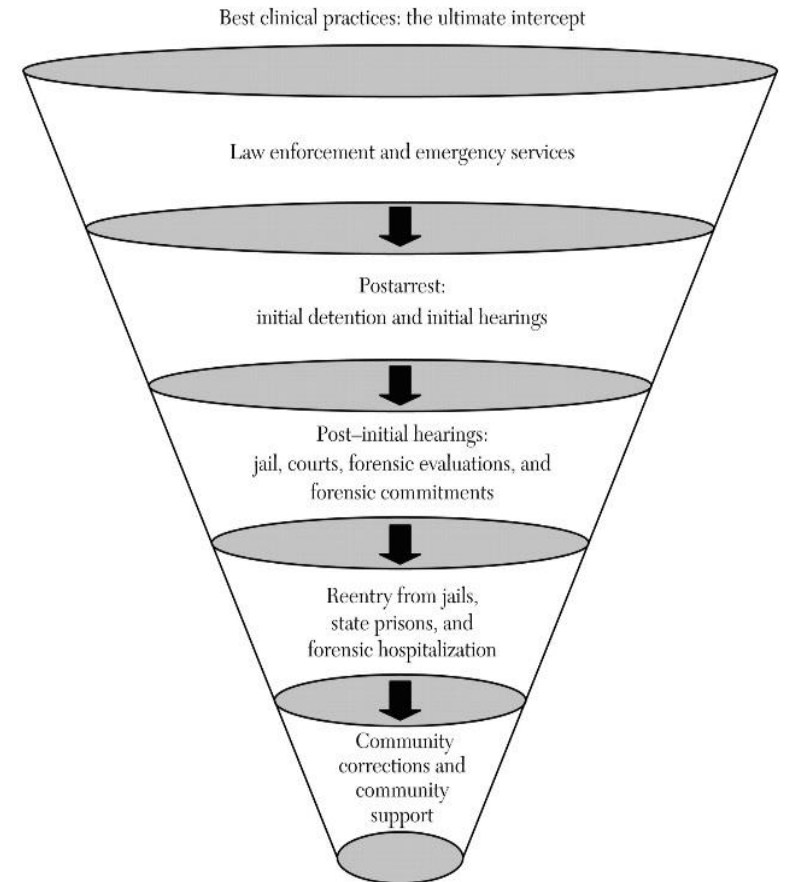 Best clinical practices: the ultimate intercept
Law enforcement and emergency services
Postarrest:
initial detention and initial hearings
Post–initial hearings:
jail, courts, forensic evaluations, and
forensic commitments
Reentry from jails,
state prisons, and
forensic hospitalization
Community
corrections and
community
support